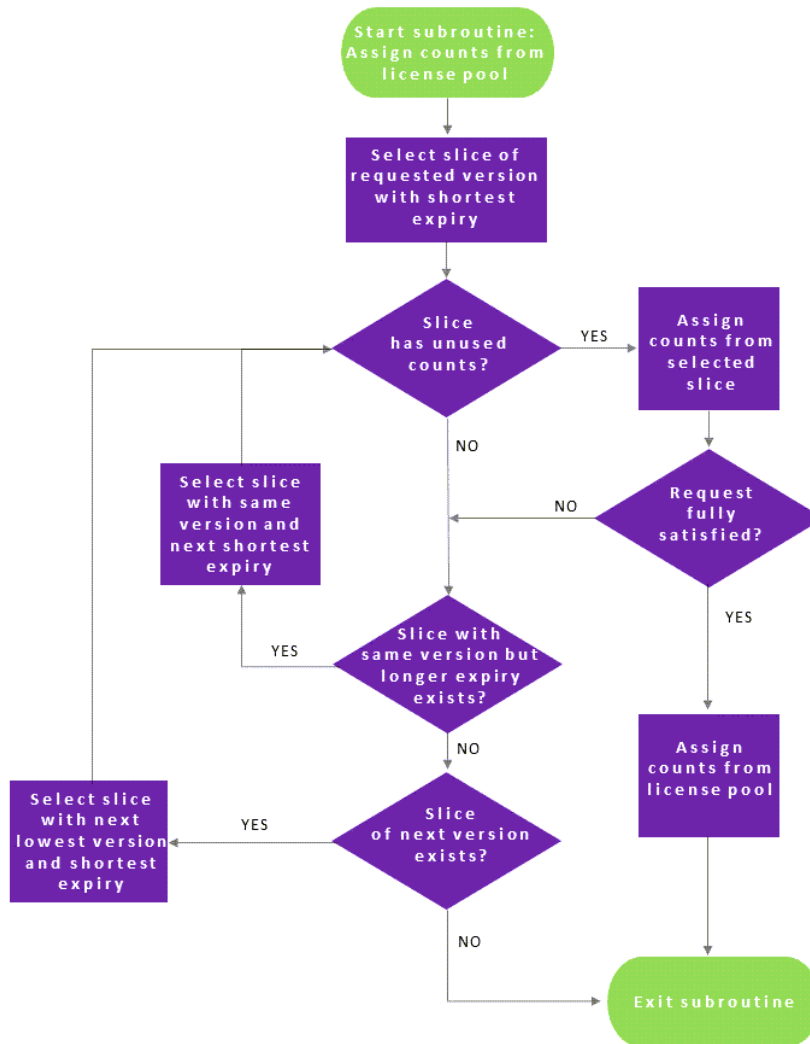 Start subroutine:
Assign counts from
license pool
Select slice of
requested version
with shortest
expiry
Slice
has unused
counts?
YES
Assign
counts from
selected
slice
NO
Select slice
with same
version and
next shortest
expiry
NO
Request
fully
satisfied?
YES
Slice with
same version but
longer expiry
exists?
YES
NO
Assign
counts from
license pool
Select slice
with next
lowest version
and shortest
expiry
YES
Slice
of next version
exists?
NO
Exit subroutine